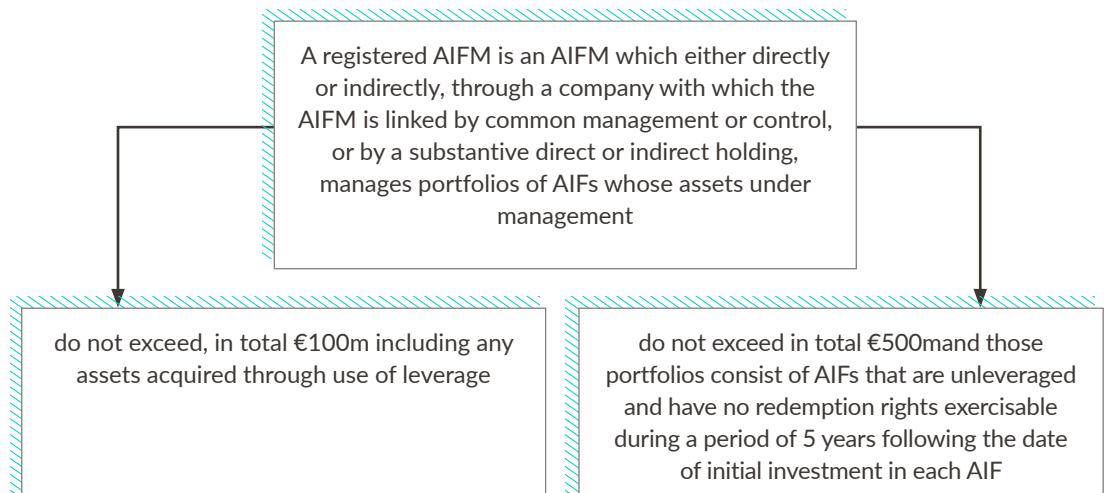 A registered AIFM is an AIFM which either directly
or indirectly, through a company with which the
AIFM is linked by common management or control,
or by a substantive direct or indirect holding,
manages portfolios of AIFs whose assets under
management
do not exceed, in total €100m including any
assets acquired through use of leverage
do not exceed in total €500mand those
portfolios consist of AIFs that are unleveraged
and have no redemption rights exercisable
during a period of 5 years following the date
of initial investment in each AIF